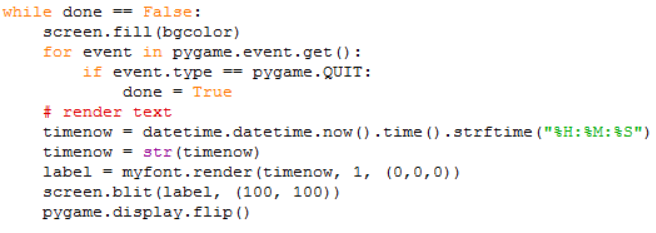 while done == False:
    screen.fill(bgcolor)
    for event in pygame.event.get():
        if event.type == pygame.QUIT:
            done = True
    # render text
    timenow = datetime.datetime.now().time().strftime("%H:%M:%S")
    timenow = str(timenow)
    label = myfont.render(timenow, 1, (0,0,0))
    screen.blit(label, (100, 100))
    pygame.display.flip()